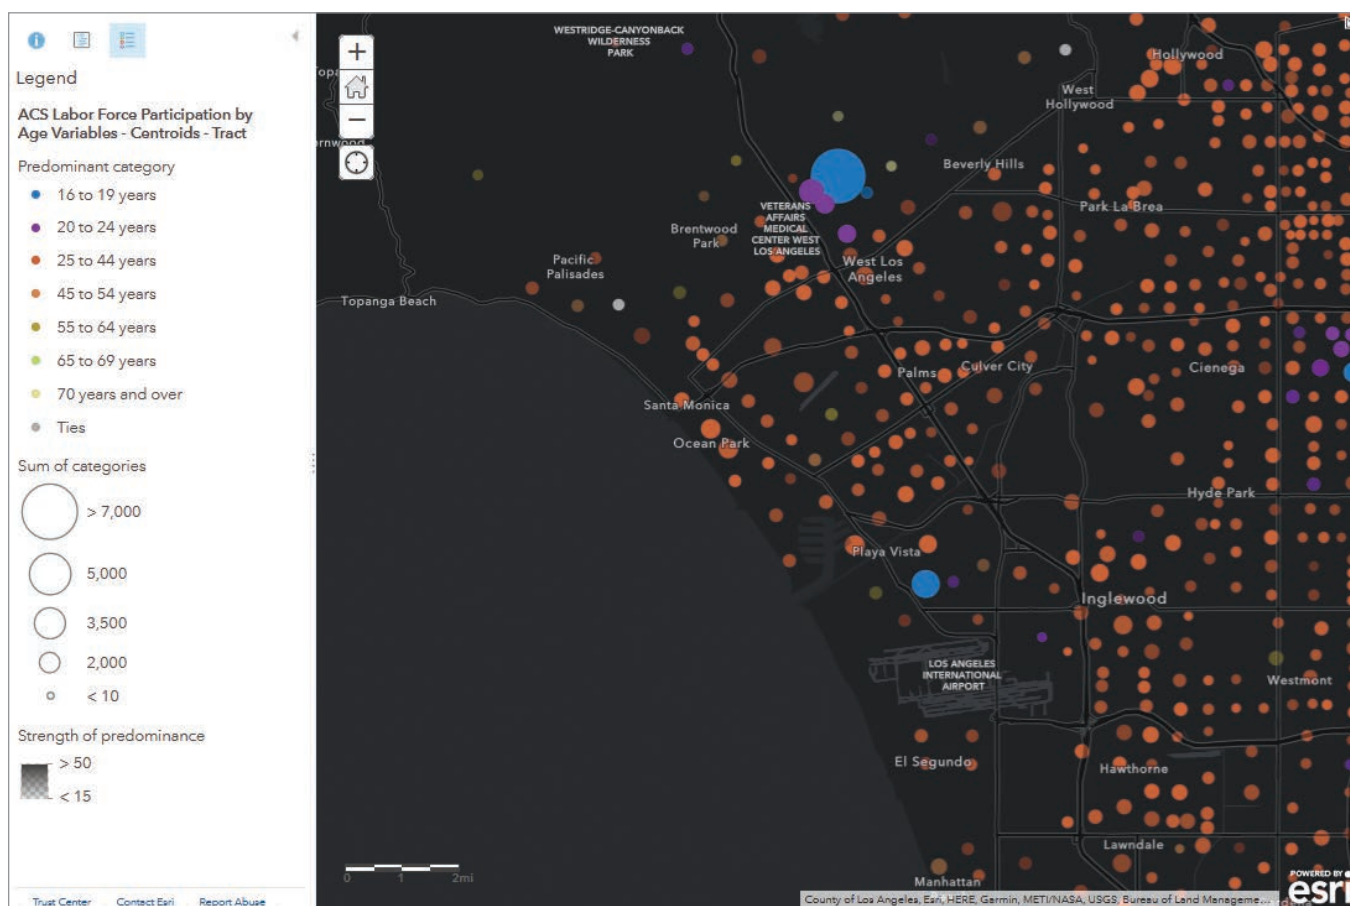 Legend
ACS Labor Force Participation by
Age Variables - Centroids - Tract
Predominant category
16 to 19 years
20 to 24 years
25 to 44 years
45 to 54 years
55 to 64 years
65 to 69 years
70 years and over
Ties
Sum of categories
> 7,000
5,000
3,500
2,000
< 10
Strength of predominance
> 50
< 15
Trust Center
Contact Esri
Report Abuse
WESTRIDGE-CANYONBACK
WILDERNESS
PARK
Hollywood
West
Hollywood
Beverly Hills
Park La Brea
VETERANS
AFFAIRS
MEDICAL
CENTER WEST
LOS ANGELES
Brentwood
Park
Pacific
Palisades
West Los
Angeles
Topanga Beach
Palms
Culver City
Cienega
Santa Monica
Ocean Park
Hyde Park
Playa Vista
Inglewood
LOS ANGELES
INTERNATIONAL
AIRPORT
Westmont
El Segundo
Hawthorne
Lawndale
Manhattan
0 1 2mi
County of Los Angeles, Esri, HERE, Garmin, METI/NASA, USGS, Bureau of Land Manageme...
POWERED BY
esri